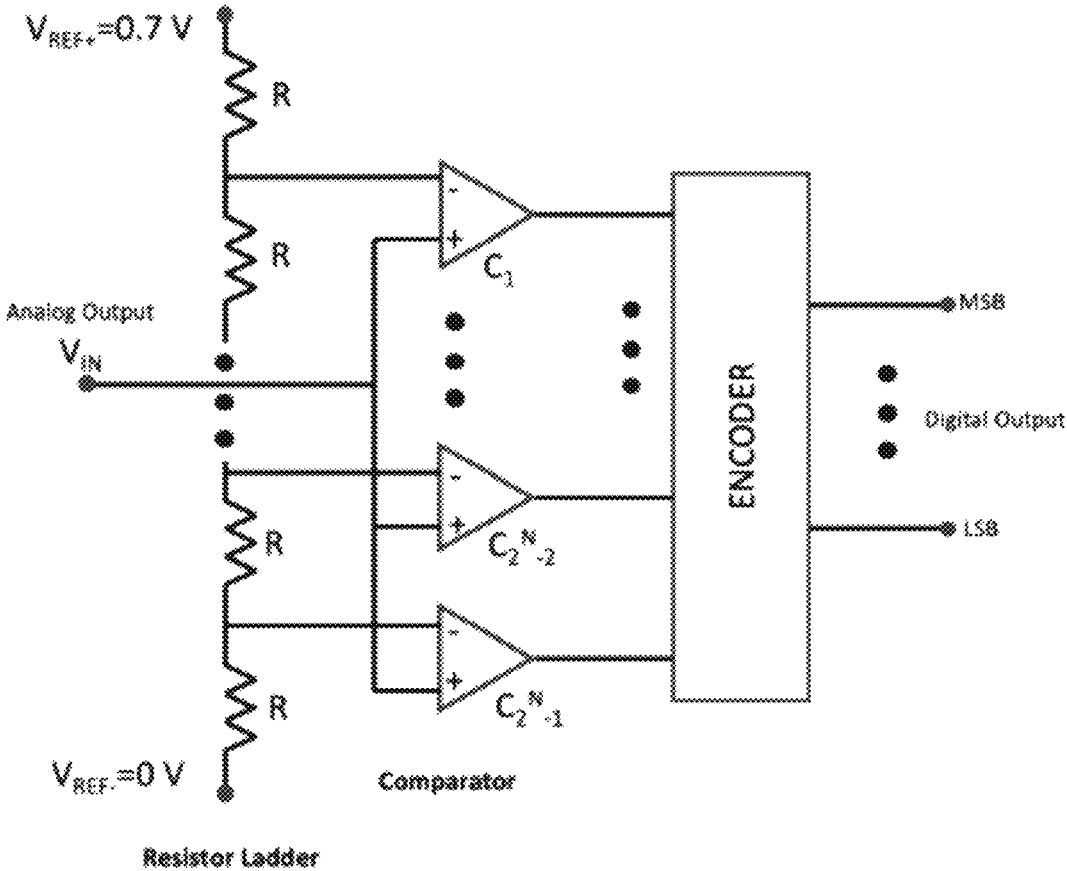 V_REF+=0.7 V
R
-
+
C_1
R
Analog Output
V_IN
MSB
ENCODER
Digital Output
LSB
-
+
C_2^N-2
R
-
+
C_2^N-1
R
V_REF-=0 V
Comparator
Resistor Ladder